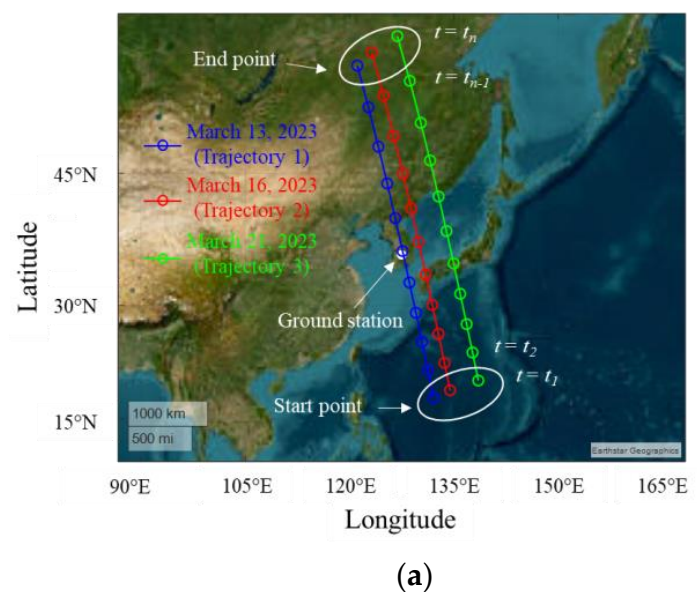 t = tₙ
End point
t = tₙ₋₁
March 13, 2023
(Trajectory 1)
45°N
March 16, 2023
(Trajectory 2)
March 21, 2023
(Trajectory 3)
Latitude
30°N
Ground station
t = t₂
t = t₁
Start point
1000 km
500 mi
15°N
Earthstar Geographics
90°E 105°E 120°E 135°E 150°E 165°E
Longitude
(a)